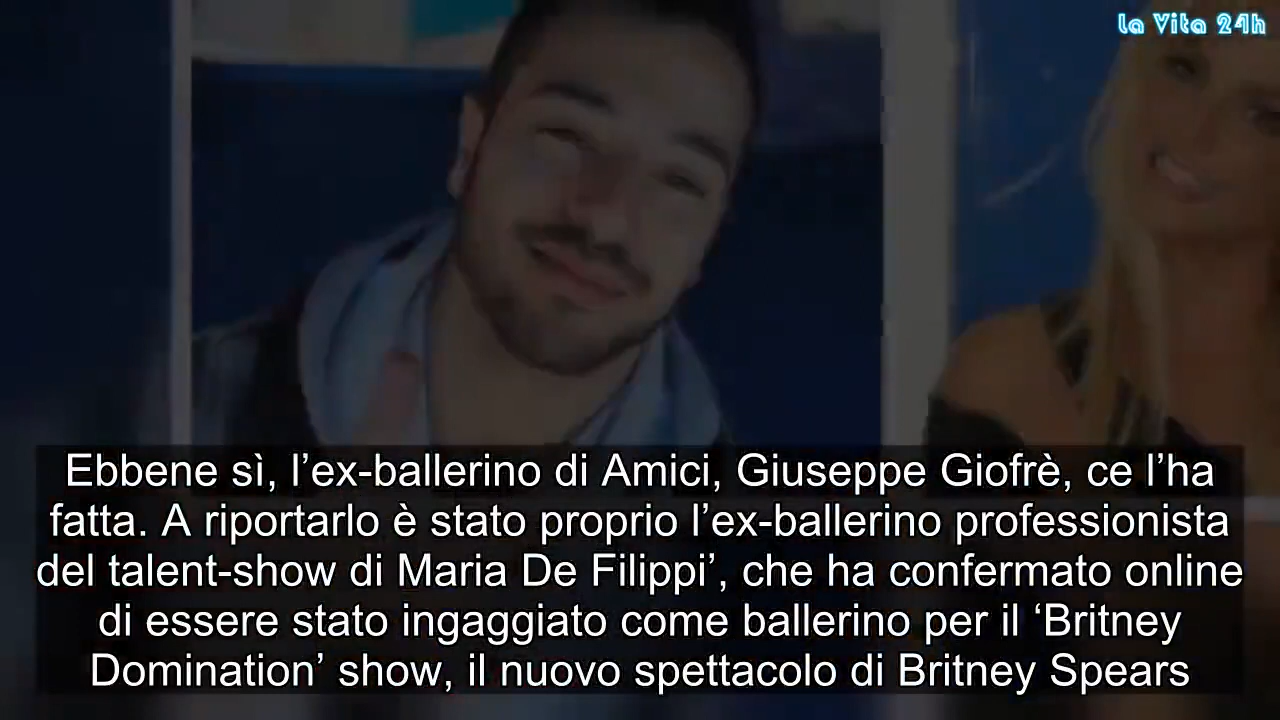 La Vita 24h
Ebbene sì, l’ex-ballerino di Amici, Giuseppe Giofrè, ce l’ha
fatta. A riportarlo è stato proprio l’ex-ballerino professionista
del talent-show di Maria De Filippi’, che ha confermato online
di essere stato ingaggiato come ballerino per il ‘Britney
Domination’ show, il nuovo spettacolo di Britney Spears